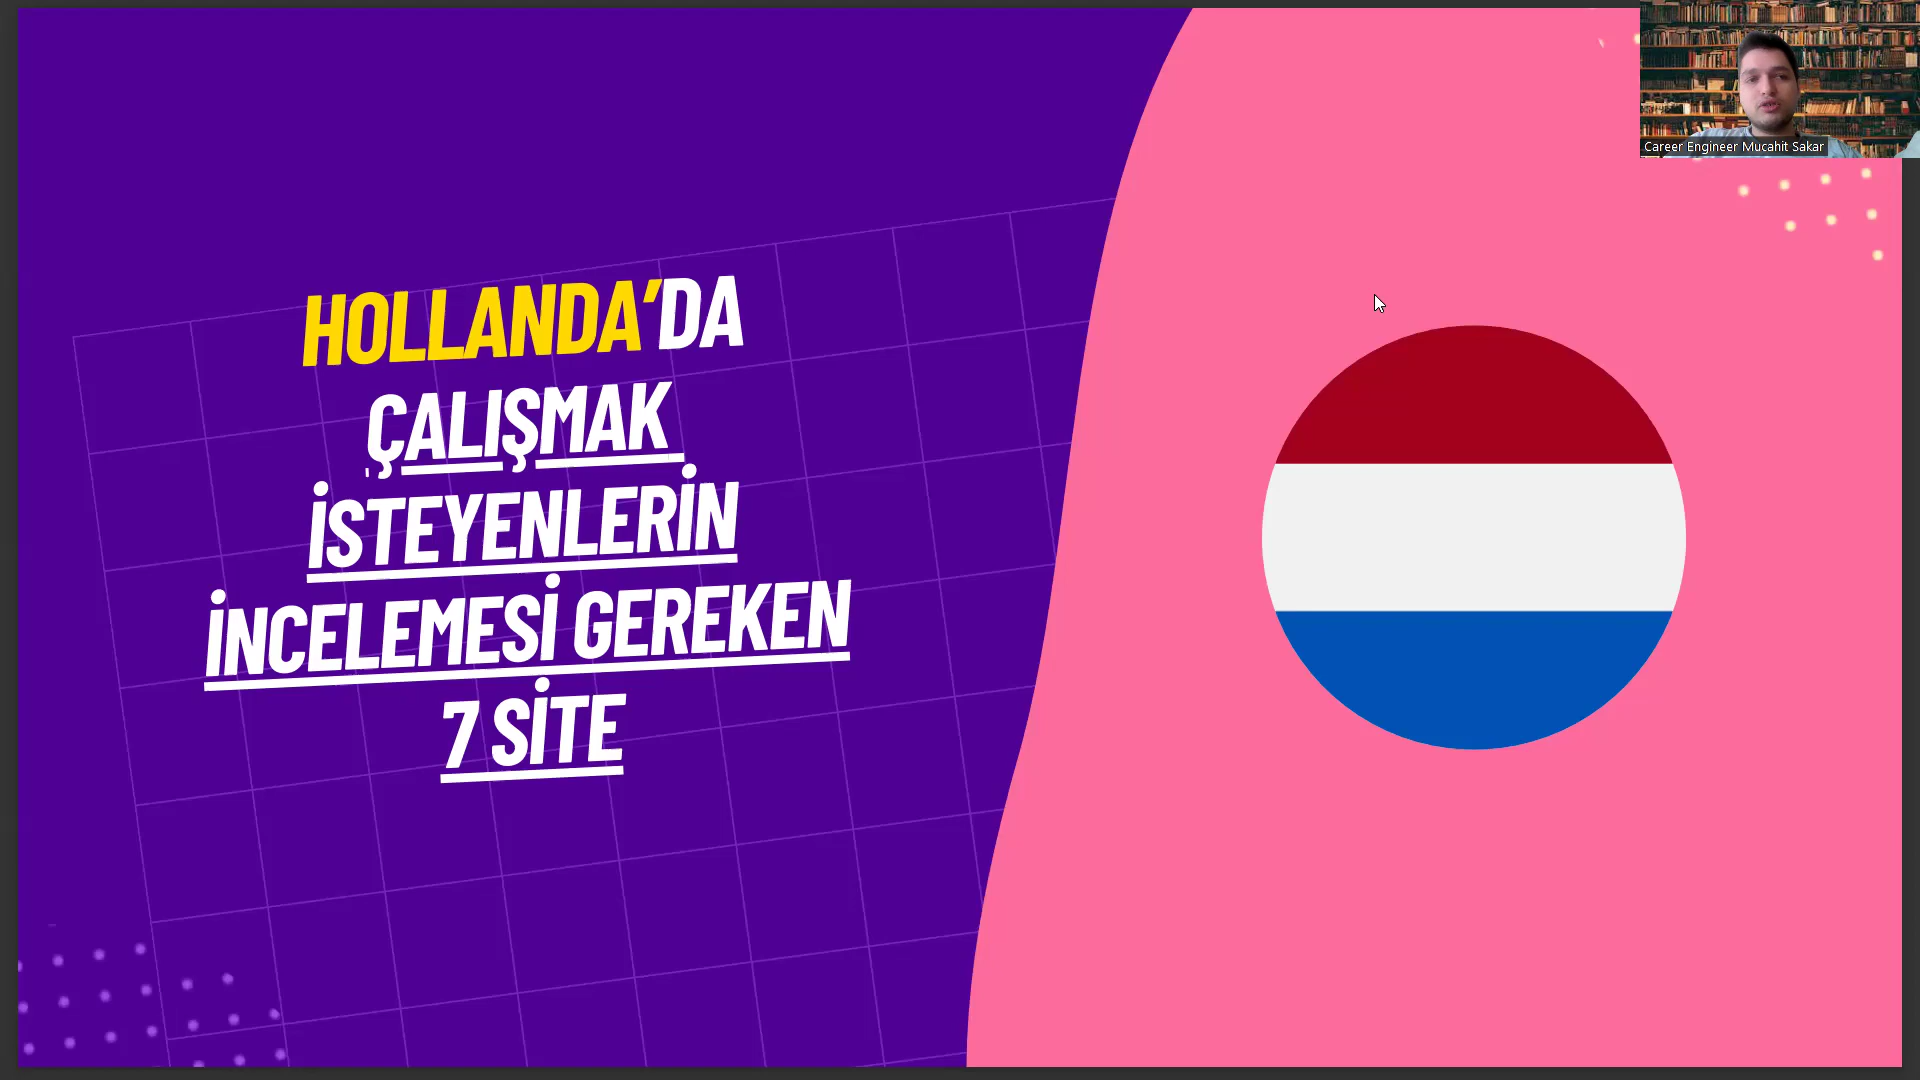 HOLLANDA'DA
ÇALIŞMAK
İSTEYENLERİN
İNCELEMESİ GEREKEN
7 SİTE
Career Engineer Mucahit Sakar